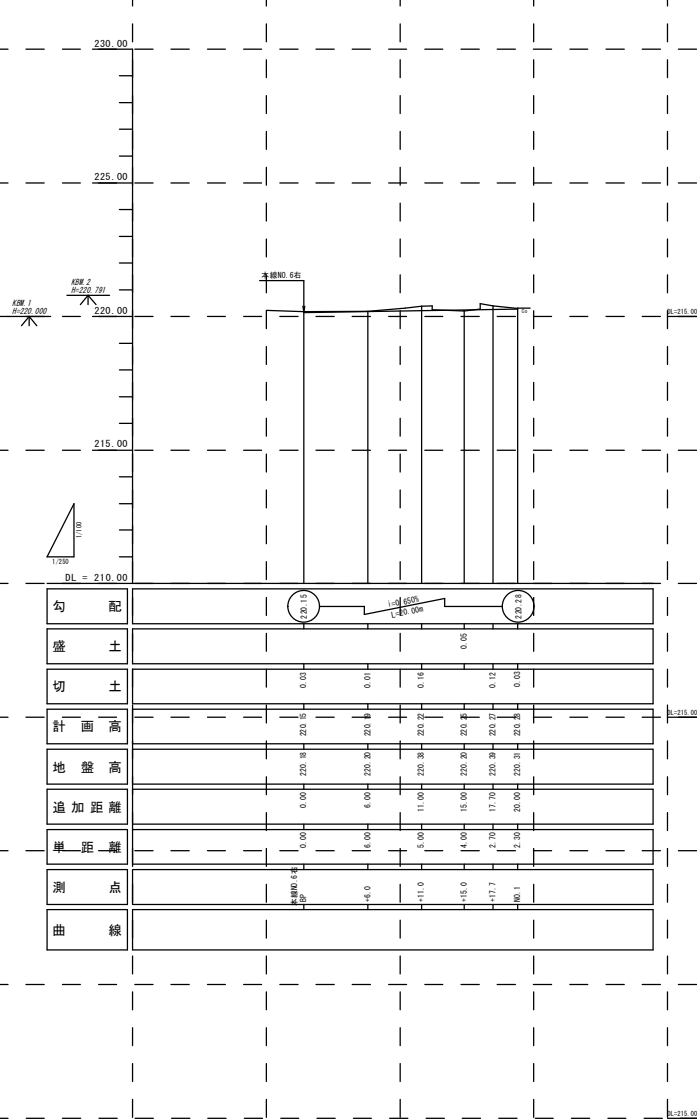 230.00
225.00
本線NO.6右
KBM.2
H=220.791
KBM.1
H=220.000
220.00
Go
DL=215.00
215.00
1/100
1/250
DL = 210.00
勾 配
220.15
i=0.650%
L=20.00m
220.28
盛 土
0.05
切 土
0.03 0.01 0.16 0.12 0.03
計 画 高
220.15 220.19 220.22 220.25 220.27 220.28
DL=215.00
地 盤 高
220.18 220.20 220.38 220.20 220.39 220.31
追 加 距 離
0.00 6.00 11.00 15.00 17.70 20.00
単 距 離
0.00 6.00 5.00 4.00 2.70 2.30
測 点
本線NO.6右
BP
+6.0 +11.0 +15.0 +17.7 NO.1
曲 線
DL=215.00